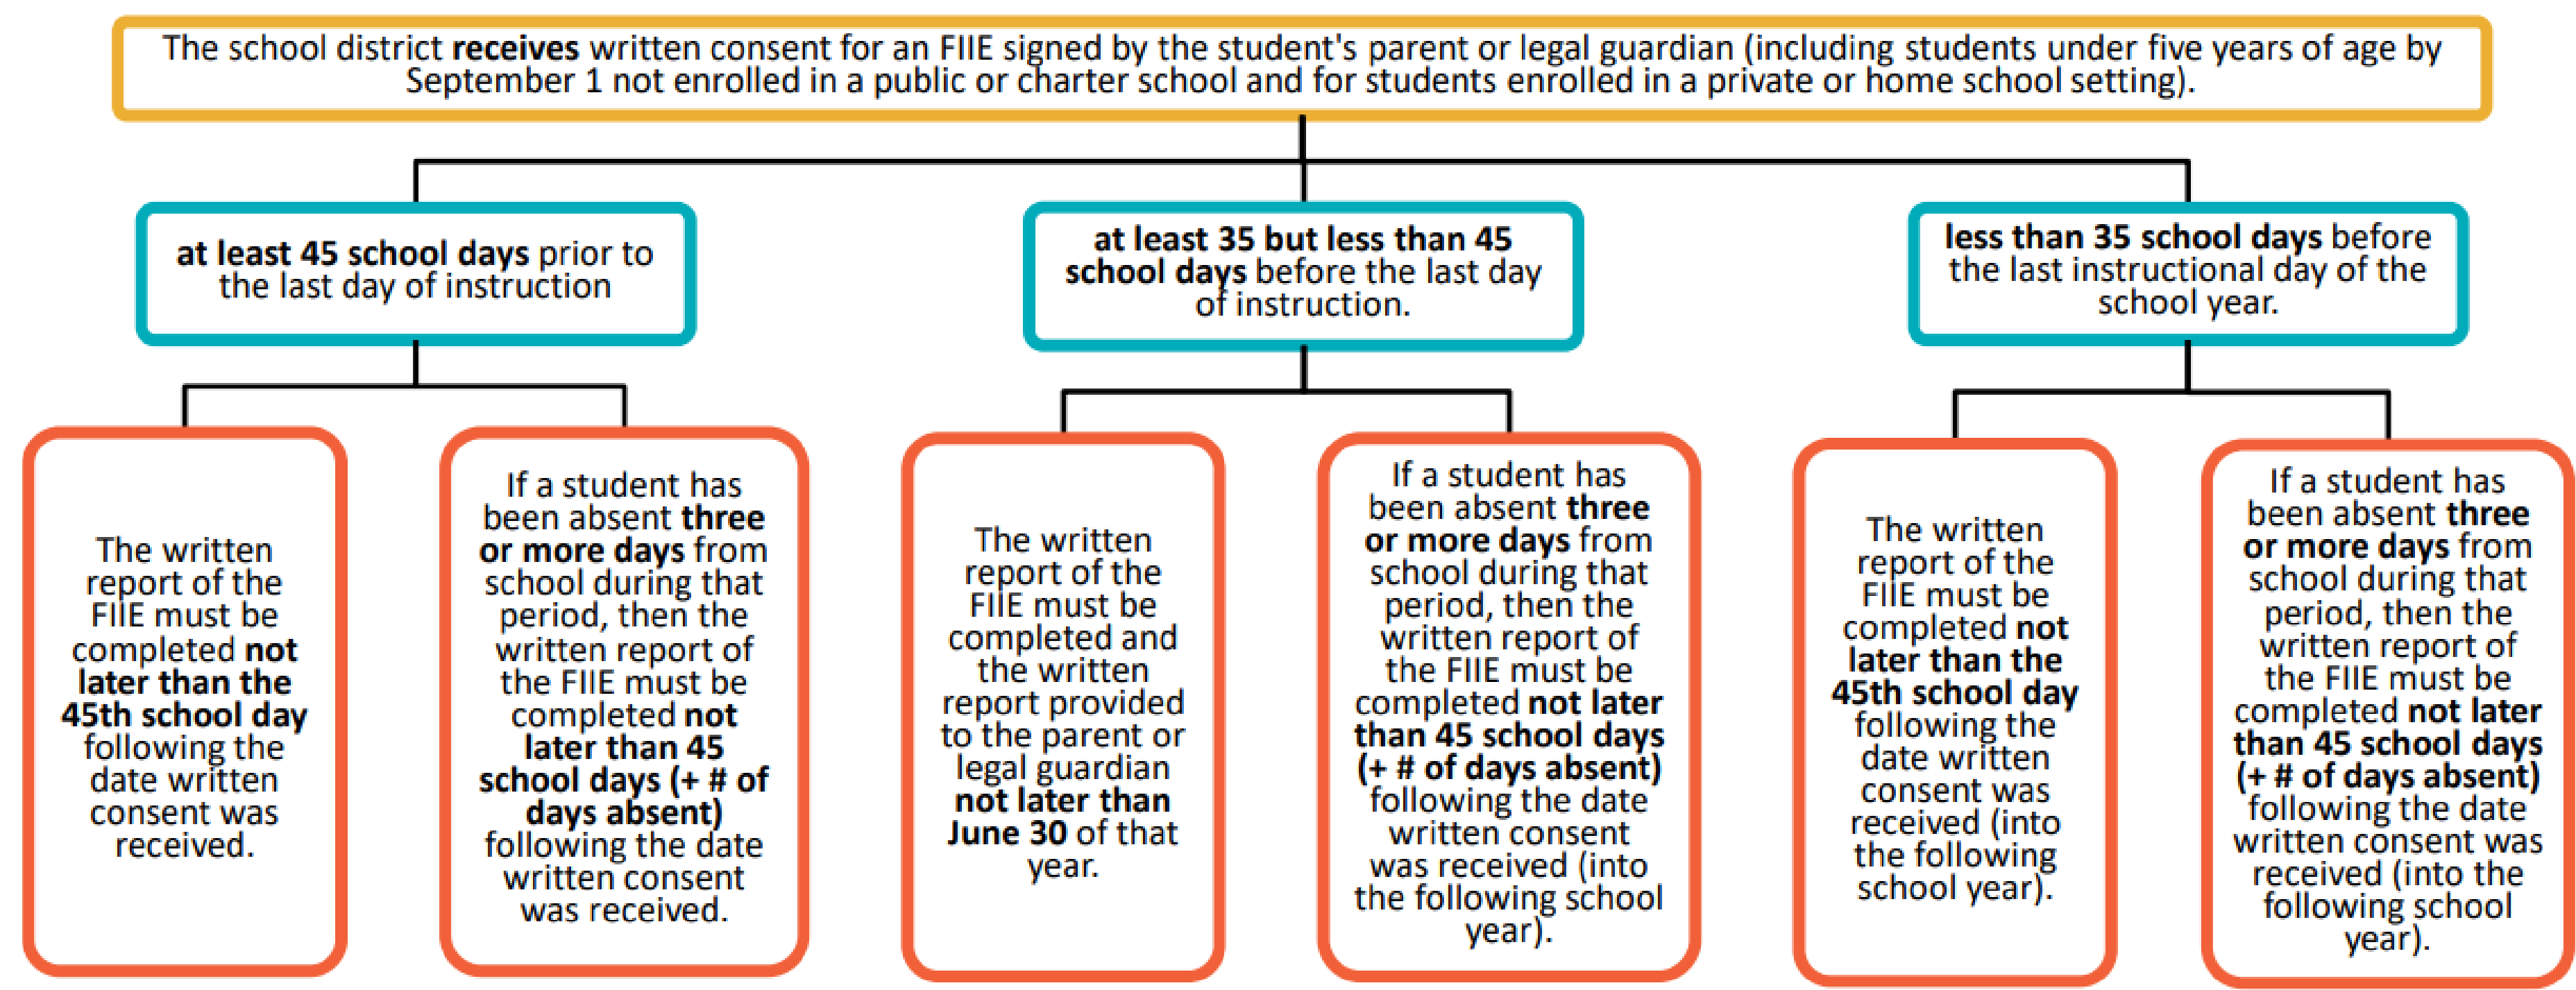 The school district receives written consent for an FIIE signed by the student's parent or legal guardian (including students under five years of age by
September 1 not enrolled in a public or charter school and for students enrolled in a private or home school setting).
at least 45 school days prior to
the last day of instruction
at least 35 but less than 45
school days before the last day
of instruction.
less than 35 school days before
the last instructional day of the
school year.
The written
report of the
FIIE must be
completed not
later than the
45th school day
following the
date written
consent was
received.
If a student has
been absent three
or more days from
school during that
period, then the
written report of
the FIIE must be
completed not
later than 45
school days (+ # of
days absent)
following the date
written consent
was received.
The written
report of the
FIIE must be
completed and
the written
report provided
to the parent or
legal guardian
not later than
June 30 of that
year.
If a student has
been absent three
or more days from
school during that
period, then the
written report of
the FIIE must be
completed not later
than 45 school days
(+ # of days absent)
following the date
written consent
was received (into
the following school
year).
The written
report of the
FIIE must be
completed not
later than the
45th school day
following the
date written
consent was
received (into
the following
school year).
If a student has
been absent three
or more days from
school during that
period, then the
written report of
the FIIE must be
completed not later
than 45 school days
(+ # of days absent)
following the date
written consent was
received (into the
following school
year).